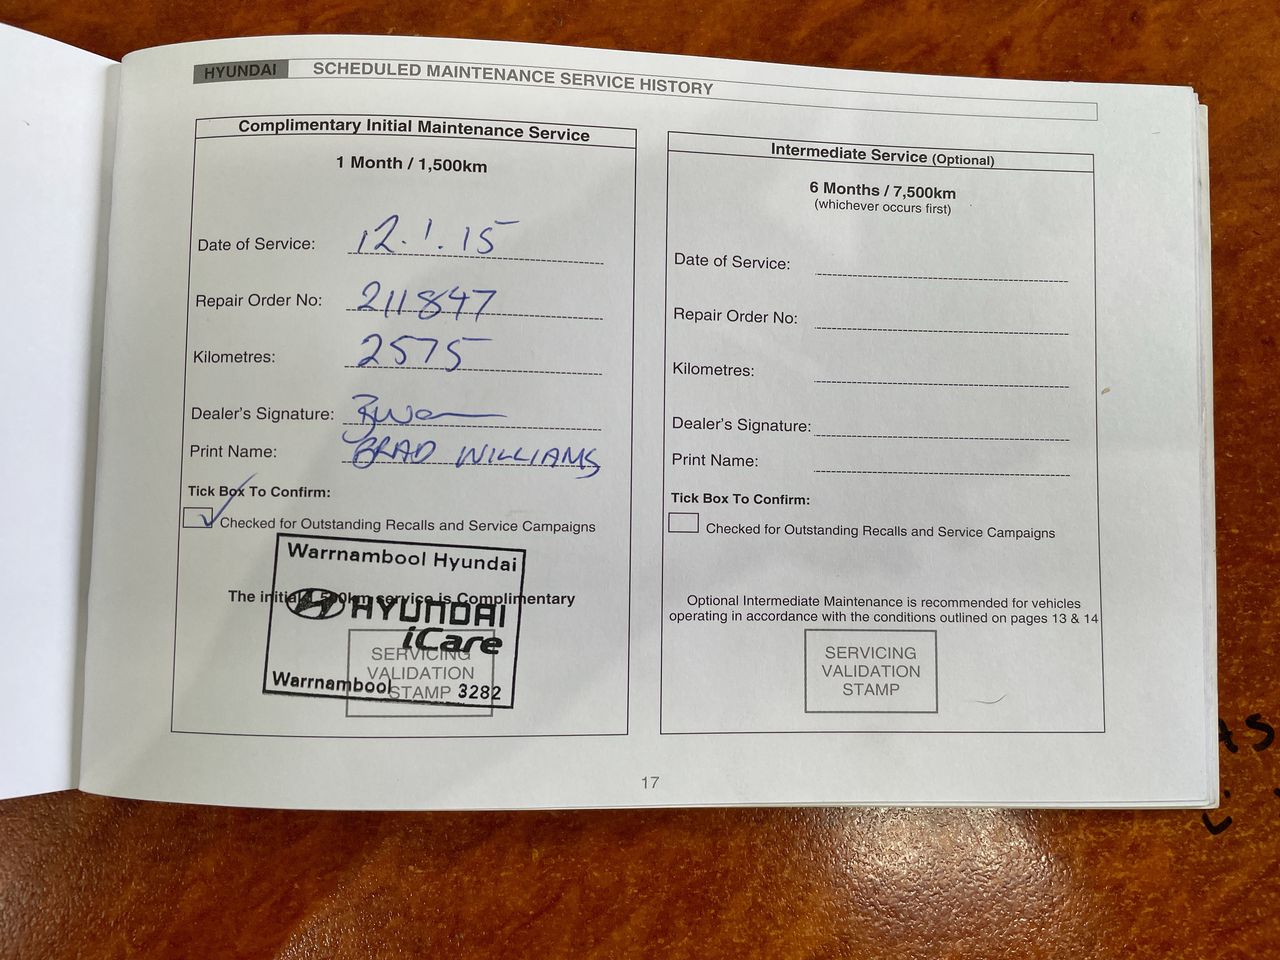 HYUNDAI SCHEDULED MAINTENANCE SERVICE HISTORY
Complimentary Initial Maintenance Service
1 Month / 1,500km
Date of Service: 12.1.15
Repair Order No: 211847
Kilometres: 2575
Dealer's Signature:
Print Name: BRAD WILLIAMS
Tick Box To Confirm:
Checked for Outstanding Recalls and Service Campaigns
Warrnambool Hyundai
The initial 1,500km service is Complimentary
HYUNDAI
iCare
SERVICING
VALIDATION
STAMP
Warrnambool 3282
Intermediate Service (Optional)
6 Months / 7,500km
(whichever occurs first)
Date of Service:
Repair Order No:
Kilometres:
Dealer's Signature:
Print Name:
Tick Box To Confirm:
Checked for Outstanding Recalls and Service Campaigns
Optional Intermediate Maintenance is recommended for vehicles
operating in accordance with the conditions outlined on pages 13 & 14
SERVICING
VALIDATION
STAMP
17